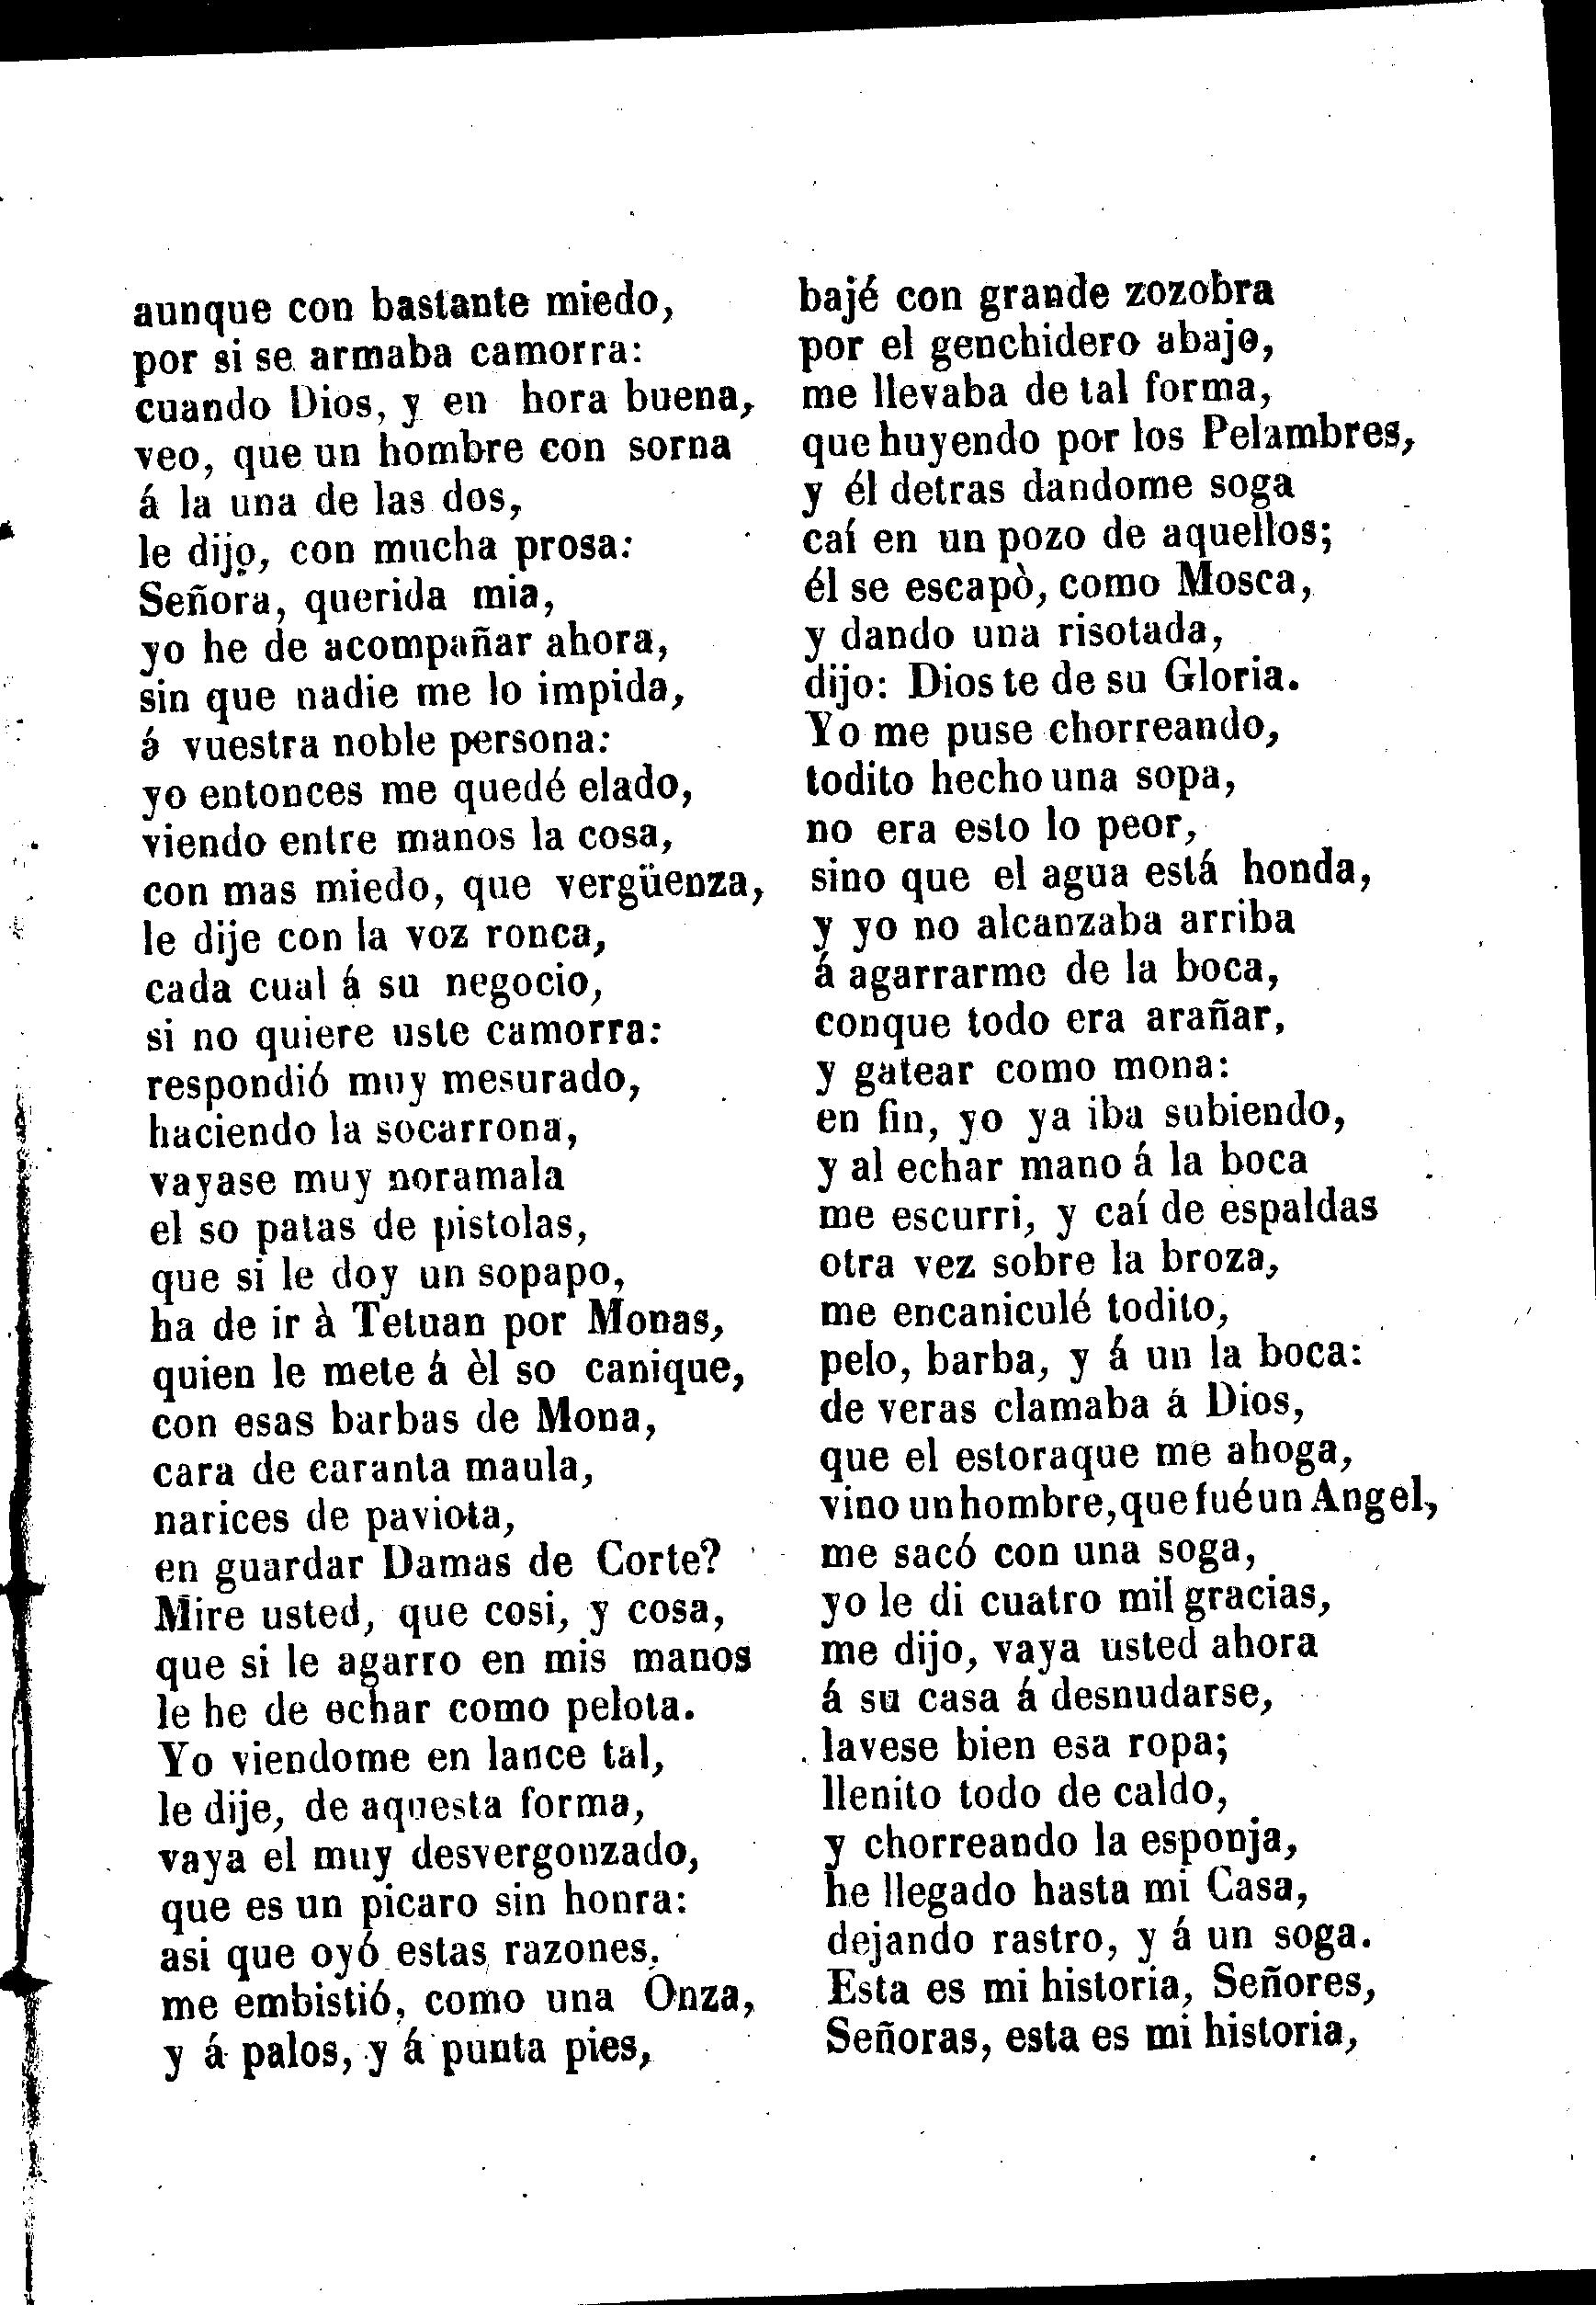 aunque con bastante miedo,
por si se armaba camorra:
cuando Dios, y en hora buena,
veo, que un hombre con sorna
á la una de las dos,
le dijo, con mucha prosa:
Señora, querida mia,
yo he de acompañar ahora,
sin que nadie me lo impida,
á vuestra noble persona:
yo entonces me quedé elado,
viendo entre manos la cosa,
con mas miedo, que vergüenza,
le dije con la voz ronca,
cada cual á su negocio,
si no quiere uste camorra:
respondió muy mesurado,
haciendo la socarrona,
vayase muy noramala
el so patas de pistolas,
que si le doy un sopapo,
ha de ir à Tetuan por Monas,
quien le mete á èl so canique,
con esas barbas de Mona,
cara de caranta maula,
narices de paviota,
en guardar Damas de Corte?
Mire usted, que cosi, y cosa,
que si le agarro en mis manos
le he de echar como pelota.
Yo viendome en lance tal,
le dije, de aquesta forma,
vaya el muy desvergonzado,
que es un picaro sin honra:
asi que oyó estas razones,
me embistió, como una Onza,
y á palos, y á punta pies,
bajé con grande zozobra
por el genchidero abajo,
me llevaba de tal forma,
que huyendo por los Pelambres,
y él detras dandome soga
caí en un pozo de aquellos;
él se escapò, como Mosca,
y dando una risotada,
dijo: Dios te de su Gloria.
Yo me puse chorreando,
todito hecho una sopa,
no era esto lo peor,
sino que el agua está honda,
y yo no alcanzaba arriba
á agarrarme de la boca,
conque todo era arañar,
y gatear como mona:
en fin, yo ya iba subiendo,
y al echar mano á la boca
me escurri, y caí de espaldas
otra vez sobre la broza,
me encaniculé todito,
pelo, barba, y á un la boca:
de veras clamaba á Dios,
que el estoraque me ahoga,
vino un hombre, que fué un Angel,
me sacó con una soga,
yo le di cuatro mil gracias,
me dijo, vaya usted ahora
á su casa á desnudarse,
lavese bien esa ropa;
llenito todo de caldo,
y chorreando la esponja,
he llegado hasta mi Casa,
dejando rastro, y á un soga.
Esta es mi historia, Señores,
Señoras, esta es mi historia,